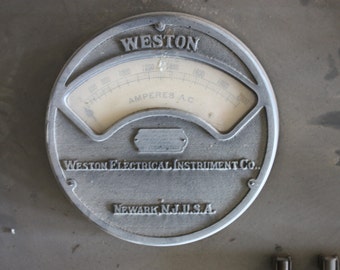 WESTON
AMPERES A.C.
WESTON ELECTRICAL INSTRUMENT CO.
NEWARK, N.J., U.S.A.